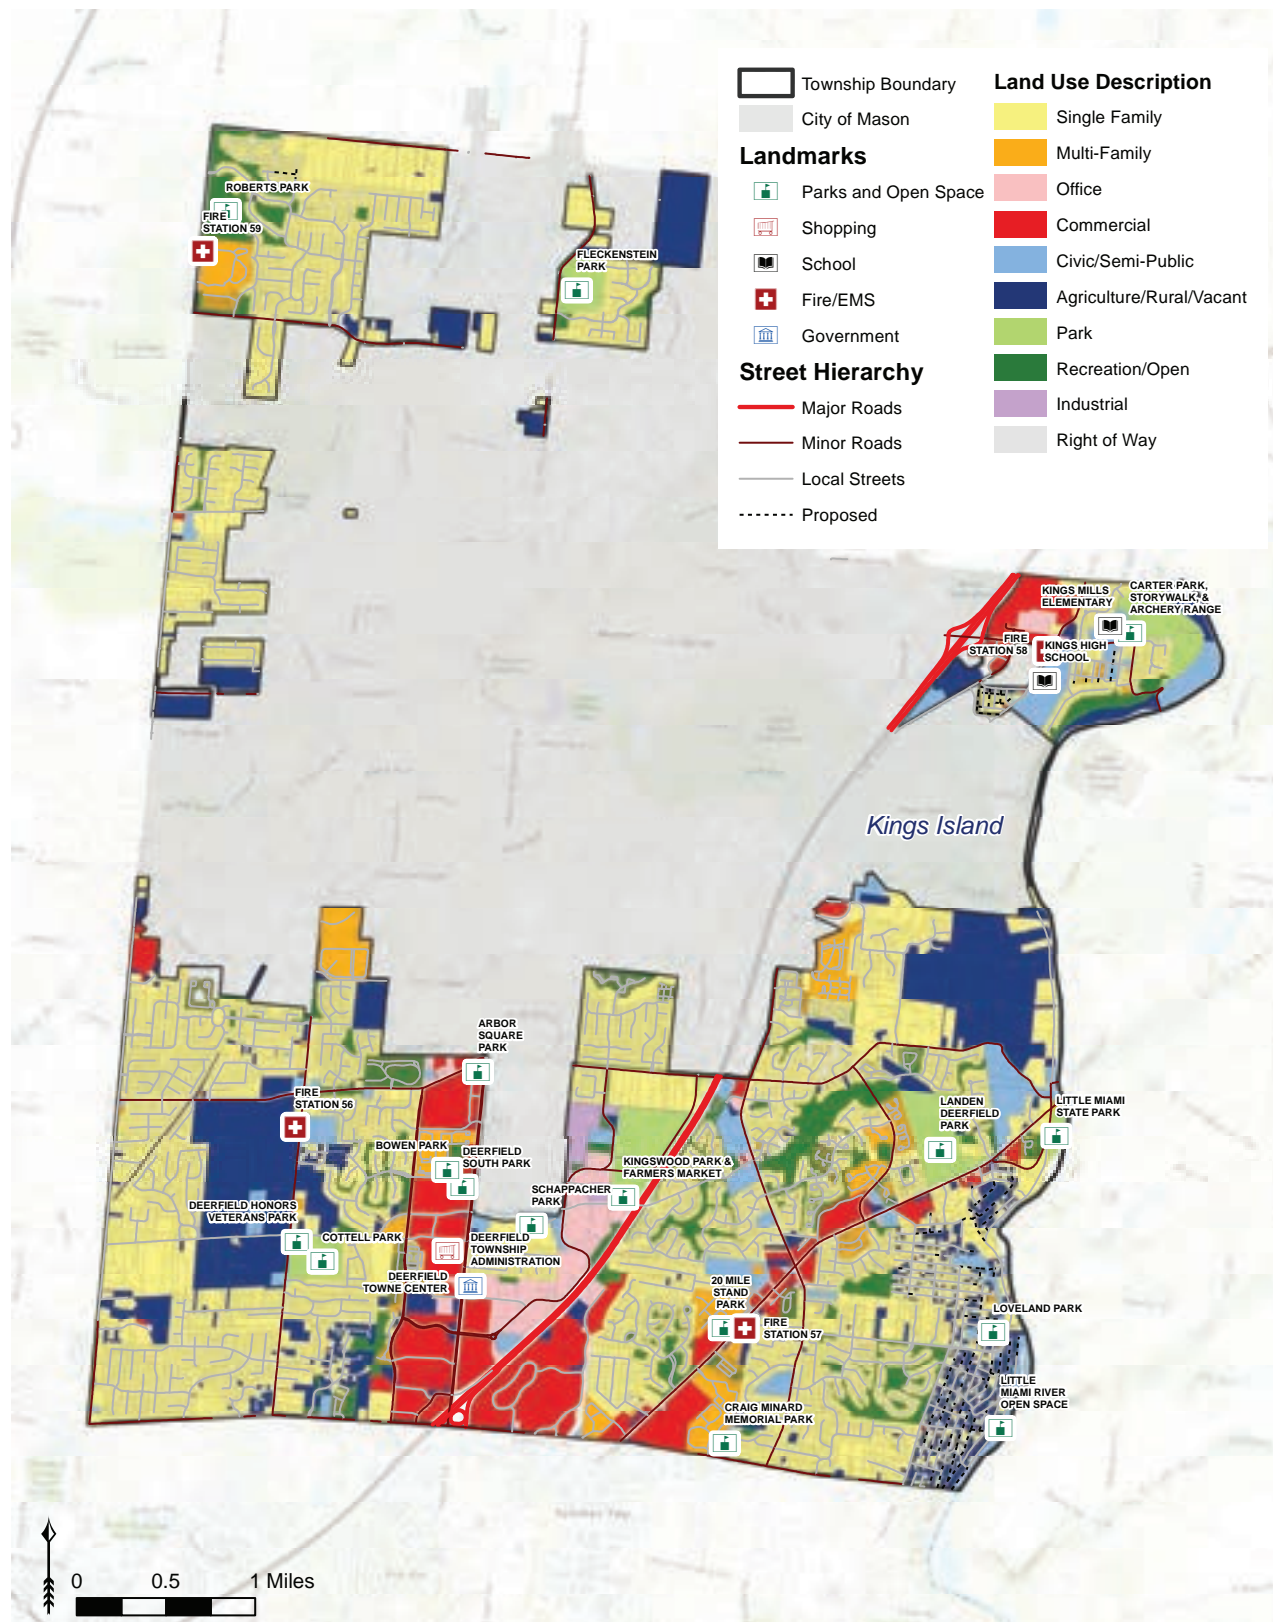 Township Boundary
City of Mason
Landmarks
Parks and Open Space
Shopping
School
Fire/EMS
Government
Street Hierarchy
Major Roads
Minor Roads
Local Streets
Proposed
Land Use Description
Single Family
Multi-Family
Office
Commercial
Civic/Semi-Public
Agriculture/Rural/Vacant
Park
Recreation/Open
Industrial
Right of Way
ROBERTS PARK
FIRE
STATION 59
FLECKENSTEIN
PARK
KINGS MILLS
ELEMENTARY
CARTER PARK,
STORYWALK, &
ARCHERY RANGE
FIRE
STATION 58
KINGS HIGH
SCHOOL
Kings Island
ARBOR
SQUARE
PARK
FIRE
STATION 56
BOWEN PARK
DEERFIELD
SOUTH PARK
LANDEN
DEERFIELD
PARK
LITTLE MIAMI
STATE PARK
KINGSWOOD PARK &
FARMERS MARKET
SCHAPPACHER
PARK
DEERFIELD HONORS
VETERANS PARK
COTTELL PARK
DEERFIELD
TOWNSHIP
ADMINISTRATION
DEERFIELD
TOWNE CENTER
20 MILE
STAND
PARK
FIRE
STATION 57
LOVELAND PARK
LITTLE
MIAMI RIVER
OPEN SPACE
CRAIG MINARD
MEMORIAL PARK
0 0.5 1 Miles